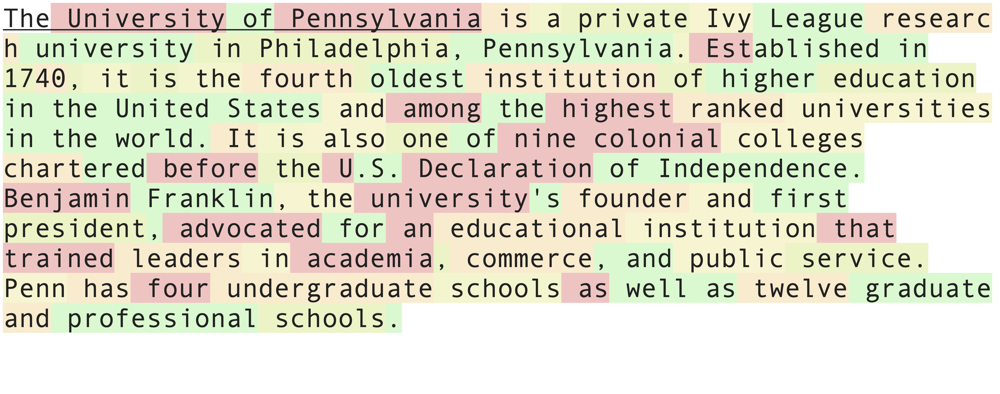 The University of Pennsylvania is a private Ivy League researc
h university in Philadelphia, Pennsylvania. Established in
1740, it is the fourth oldest institution of higher education
in the United States and among the highest ranked universities
in the world. It is also one of nine colonial colleges
chartered before the U.S. Declaration of Independence.
Benjamin Franklin, the university's founder and first
president, advocated for an educational institution that
trained leaders in academia, commerce, and public service.
Penn has four undergraduate schools as well as twelve graduate
and professional schools.